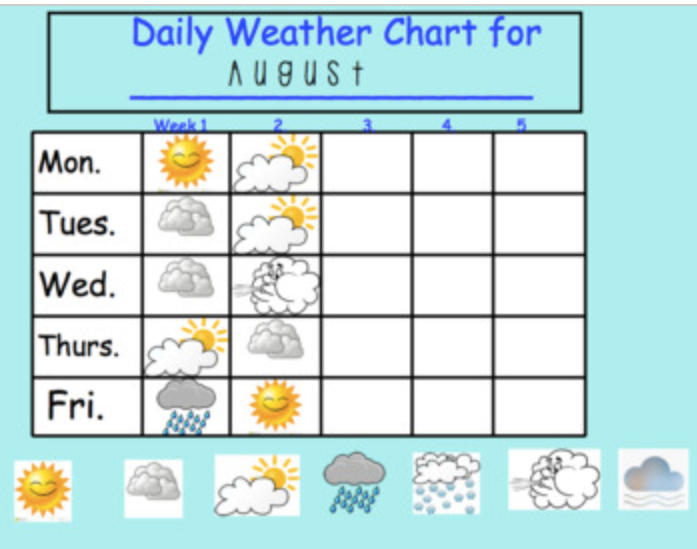 Daily Weather Chart for
August
Week 1 2 3 4 5
Mon.
Tues.
Wed.
Thurs.
Fri.